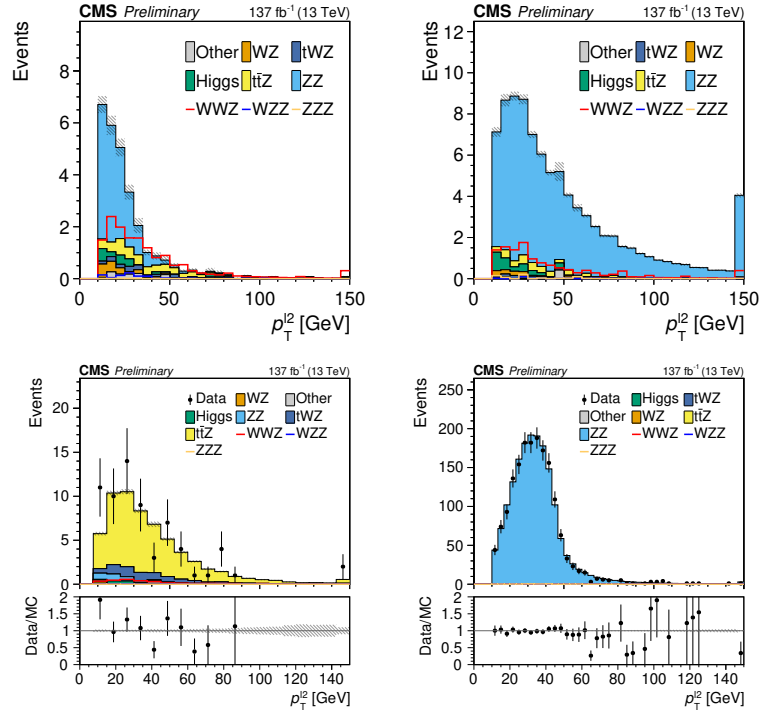 CMS Preliminary 137 fb⁻¹ (13 TeV)
Events
Other WZ tWZ
Higgs tt̄Z ZZ
WWZ WZZ ZZZ
0 2 4 6 8
0 50 100 150
p_T^l2 [GeV]
CMS Preliminary 137 fb⁻¹ (13 TeV)
Events
Other tWZ WZ
Higgs tt̄Z ZZ
WWZ WZZ ZZZ
0 2 4 6 8 10 12
0 50 100 150
p_T^l2 [GeV]
CMS Preliminary 137 fb⁻¹ (13 TeV)
Events
Data WZ Other
Higgs ZZ tWZ
tt̄Z WWZ WZZ
ZZZ
0 5 10 15 20
Data/MC
0 0.5 1 1.5 2
0 20 40 60 80 100 120 140
p_T^l2 [GeV]
CMS Preliminary 137 fb⁻¹ (13 TeV)
Events
Data Higgs tWZ
Other WZ tt̄Z
ZZ WWZ WZZ
ZZZ
0 50 100 150 200 250
Data/MC
0 0.5 1 1.5 2
0 20 40 60 80 100 120 140
p_T^l2 [GeV]